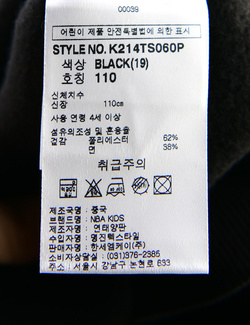 00039
어린이 제품 안전특별법에 의한 표시
STYLE NO. K214TS060P
색상 BLACK(19)
호칭 110
신체치수
신장 110cm
사용 연령 4세 이상
섬유의조성 및 혼용율
겉감 폴리에스터 62%
면 38%
취급주의
제조국명 : 중국
브랜드명 : NBA KIDS
제조자명 : 연태양판
수입자명 : 명진텍스타일
판매원 : 한세엠케이(주)
소비자상담실 : (031)376-2385
주소 : 서울시 강남구 논현로 633